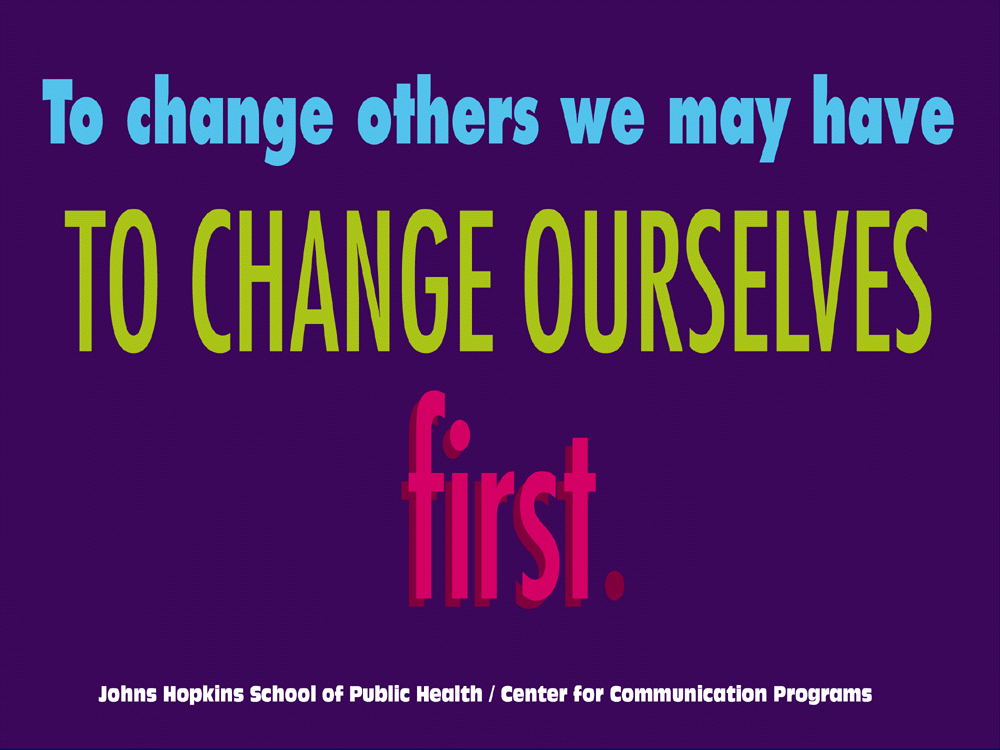 To change others we may have
TO CHANGE OURSELVES
first.
Johns Hopkins School of Public Health / Center for Communication Programs